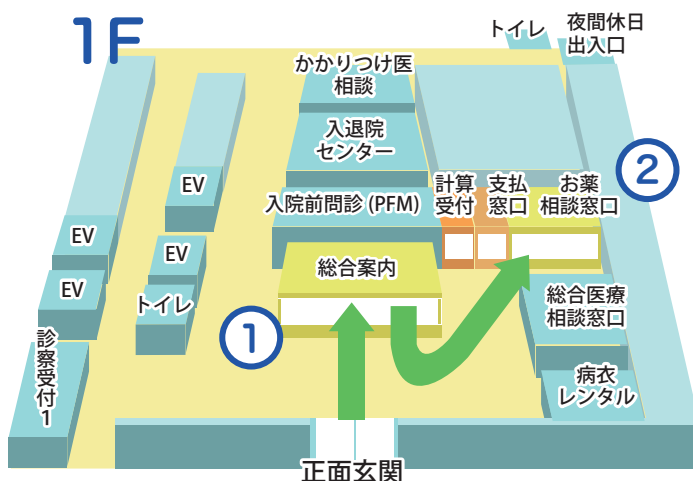 1F
トイレ
夜間休日
出入口
かかりつけ医
相談
入退院
センター
EV
入院前問診 (PFM)
計算
受付
支払
窓口
お薬
相談窓口
②
EV
EV
総合案内
EV
トイレ
総合医療
相談窓口
①
診察受付1
病衣
レンタル
正面玄関